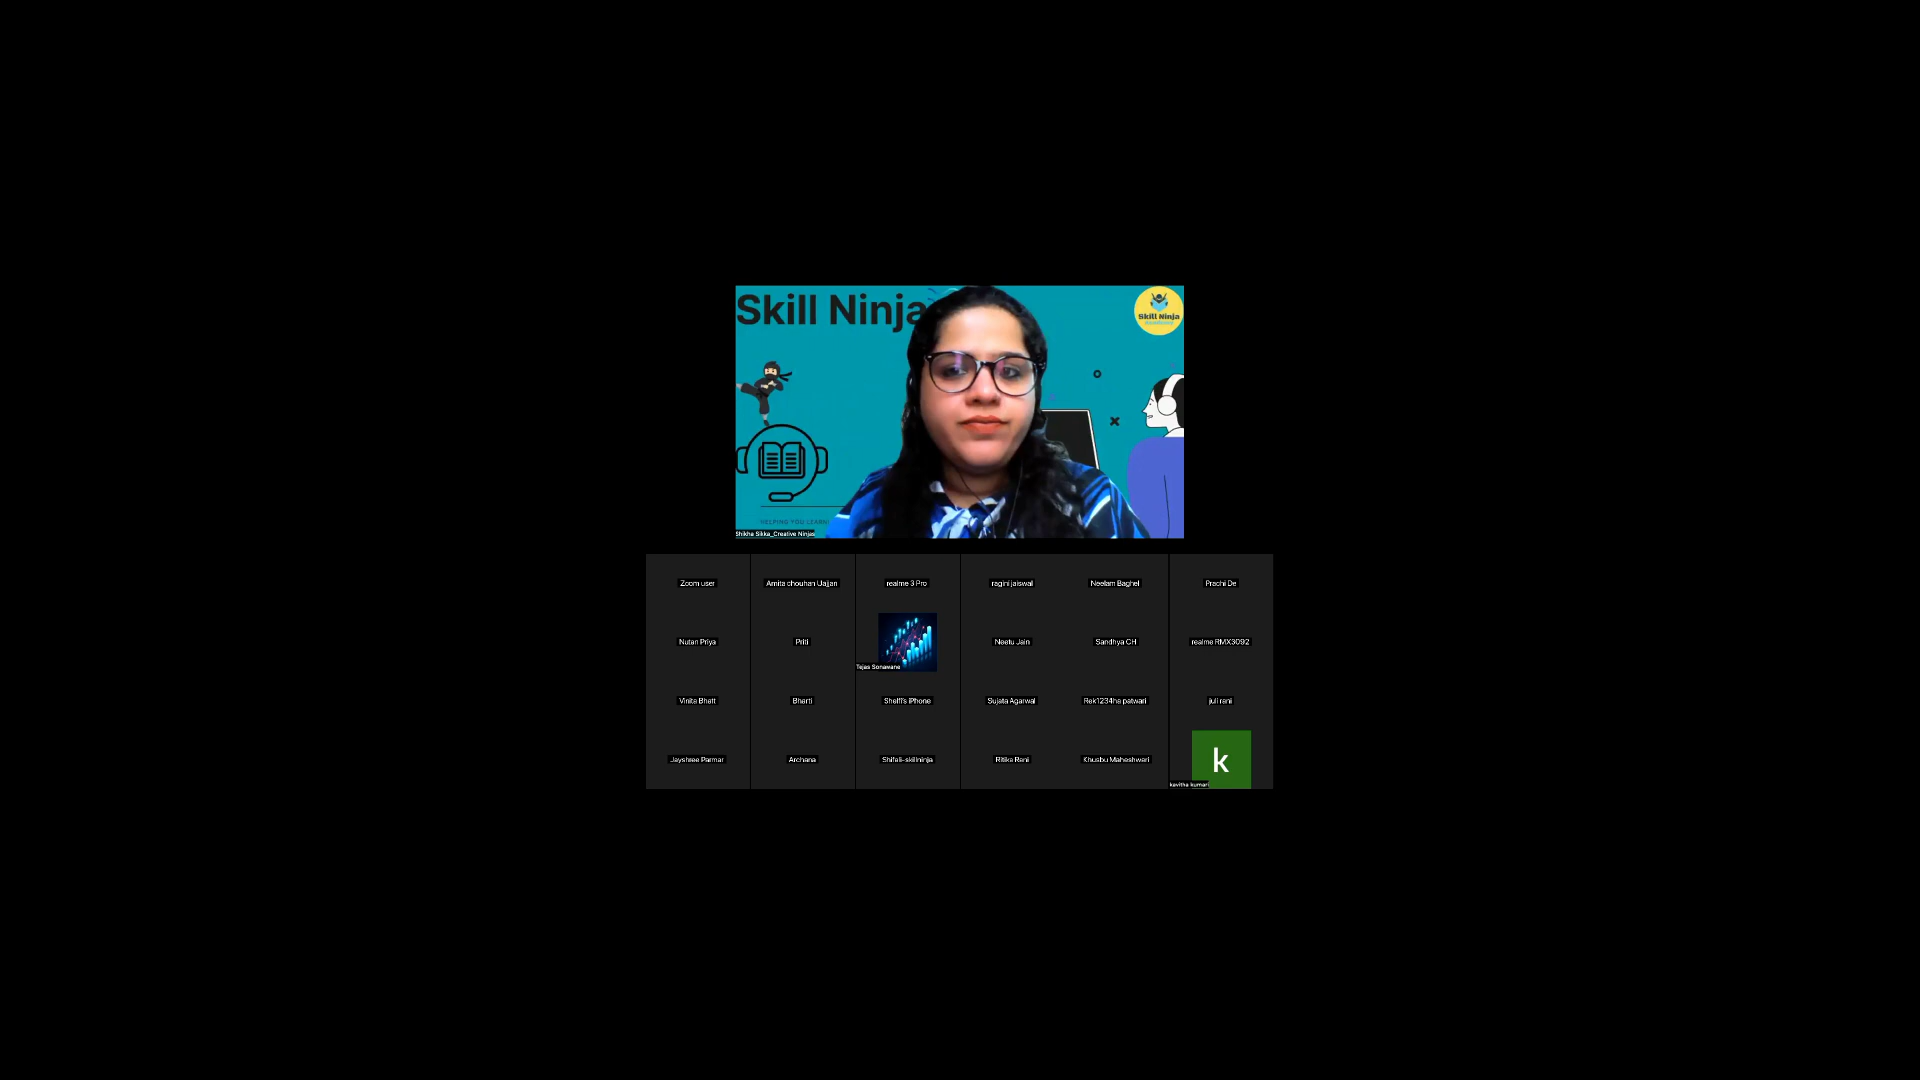 Skill Ninja
Skill Ninja
HELPING YOU LEARN
Shikha Sikka_Creative Ninjas
Zoom user
Amita chouhan Uajjan
realme 3 Pro
ragini jaiswal
Neelam Baghel
Prachi De
Nutan Priya
Priti
Tejas Sonawane
Neetu Jain
Sandhya CH
realme RMX3092
Vinita Bhatt
Bharti
Shelfi's iPhone
Sujata Agarwal
Rek1234ha patwari
juli rani
Jayshree Parmar
Archana
Shifali-skillninja
Ritika Rani
Khusbu Maheshwari
k
kavitha kumari